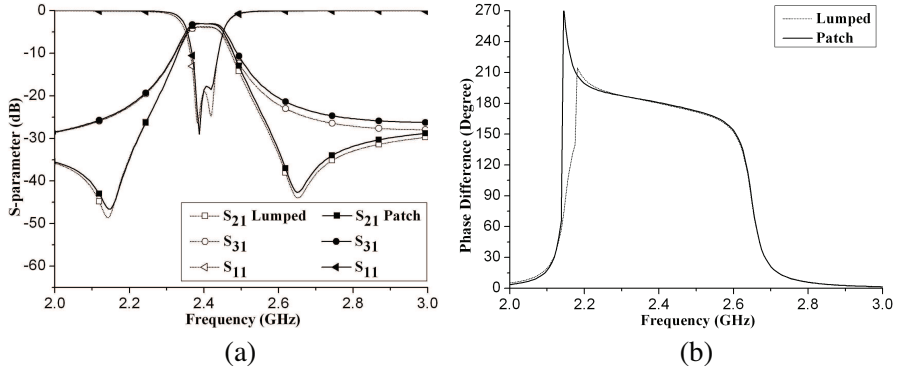 0
-10
-20
-30
-40
-50
-60
S-parameter (dB)
S21 Lumped
S31
S11
S21 Patch
S31
S11
2.0 2.2 2.4 2.6 2.8 3.0
Frequency (GHz)
(a)
270
240
210
180
150
120
90
60
30
0
Phase Difference (Degree)
Lumped
Patch
2.0 2.2 2.4 2.6 2.8 3.0
Frequency (GHz)
(b)